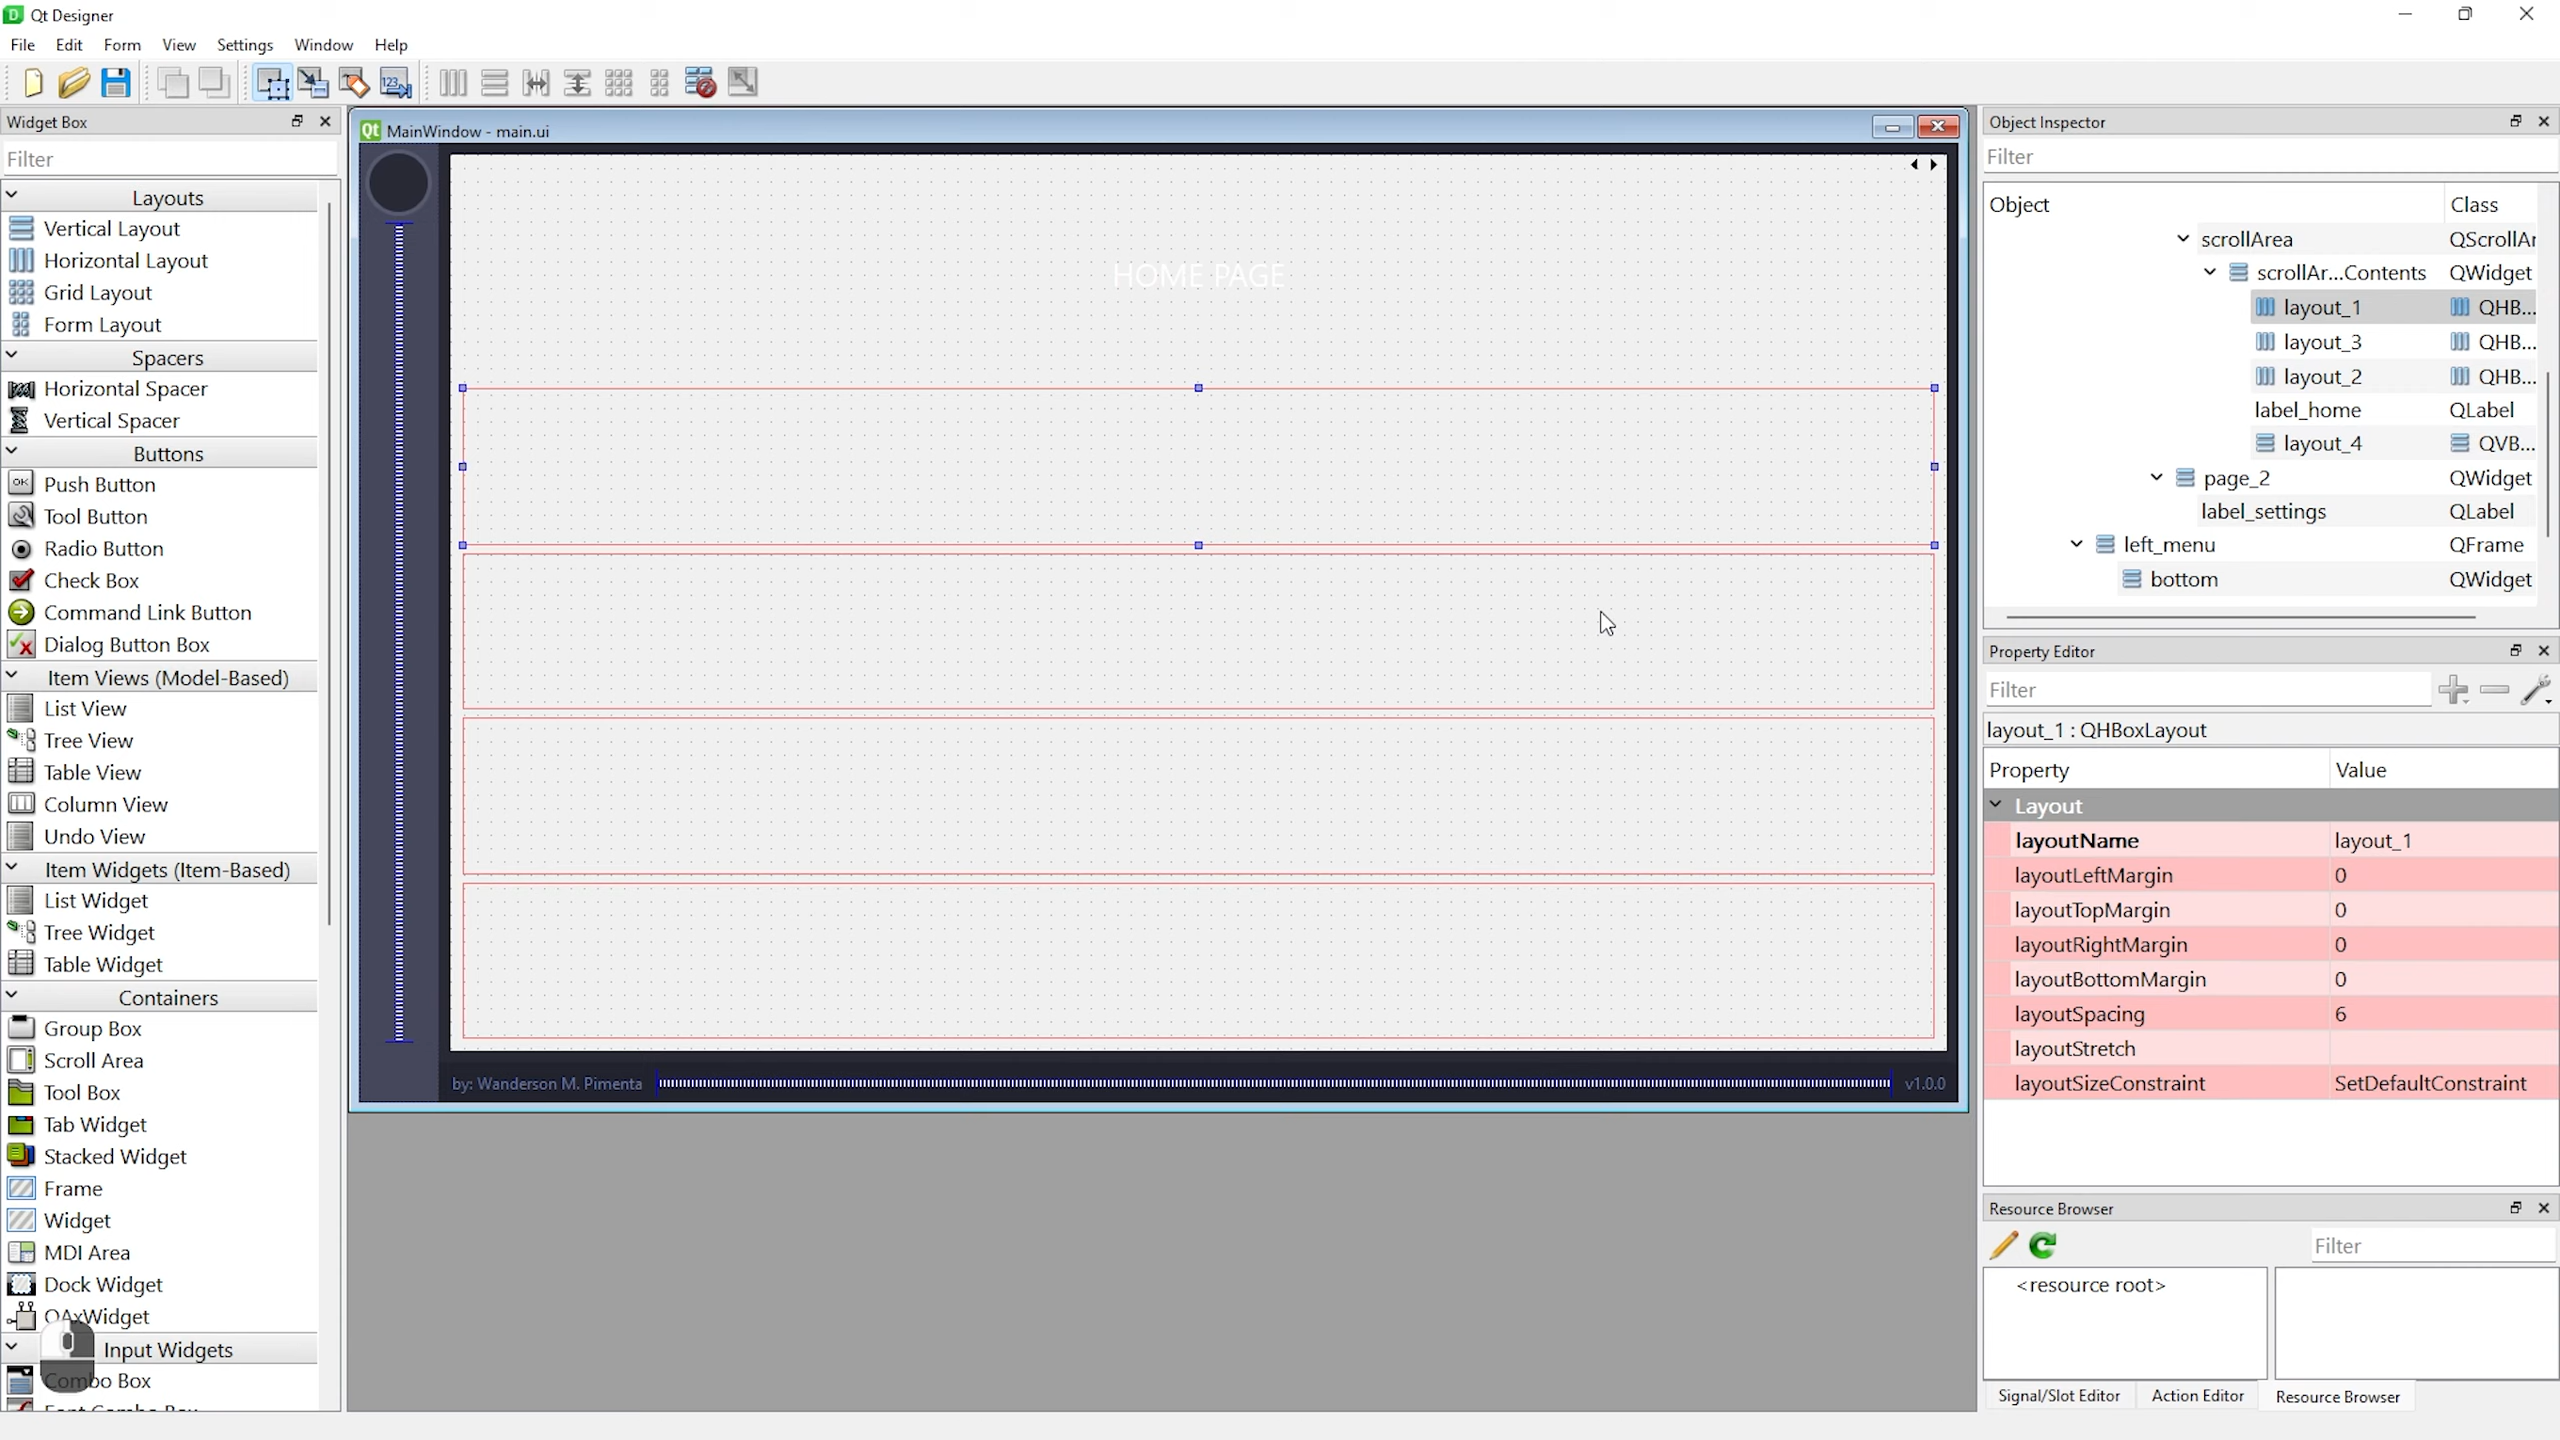 Qt Designer
File Edit Form View Settings Window Help
Widget Box
Filter
Layouts
Vertical Layout
Horizontal Layout
Grid Layout
Form Layout
Spacers
Horizontal Spacer
Vertical Spacer
Buttons
Push Button
Tool Button
Radio Button
Check Box
Command Link Button
Dialog Button Box
Item Views (Model-Based)
List View
Tree View
Table View
Column View
Undo View
Item Widgets (Item-Based)
List Widget
Tree Widget
Table Widget
Containers
Group Box
Scroll Area
Tool Box
Tab Widget
Stacked Widget
Frame
Widget
MDI Area
Dock Widget
QAxWidget
Input Widgets
Combo Box
MainWindow - main.ui
HOME PAGE
by: Wanderson M. Pimenta
v1.0.0
Object Inspector
Filter
Object Class
scrollArea QScrollAr
scrollAr...Contents QWidget
layout_1 QHB...
layout_3 QHB...
layout_2 QHB...
label_home QLabel
layout_4 QVB...
page_2 QWidget
label_settings QLabel
left_menu QFrame
bottom QWidget
Property Editor
Filter
layout_1 : QHBoxLayout
Property Value
Layout
layoutName layout_1
layoutLeftMargin 0
layoutTopMargin 0
layoutRightMargin 0
layoutBottomMargin 0
layoutSpacing 6
layoutStretch
layoutSizeConstraint SetDefaultConstraint
Resource Browser
Filter
<resource root>
Signal/Slot Editor Action Editor Resource Browser